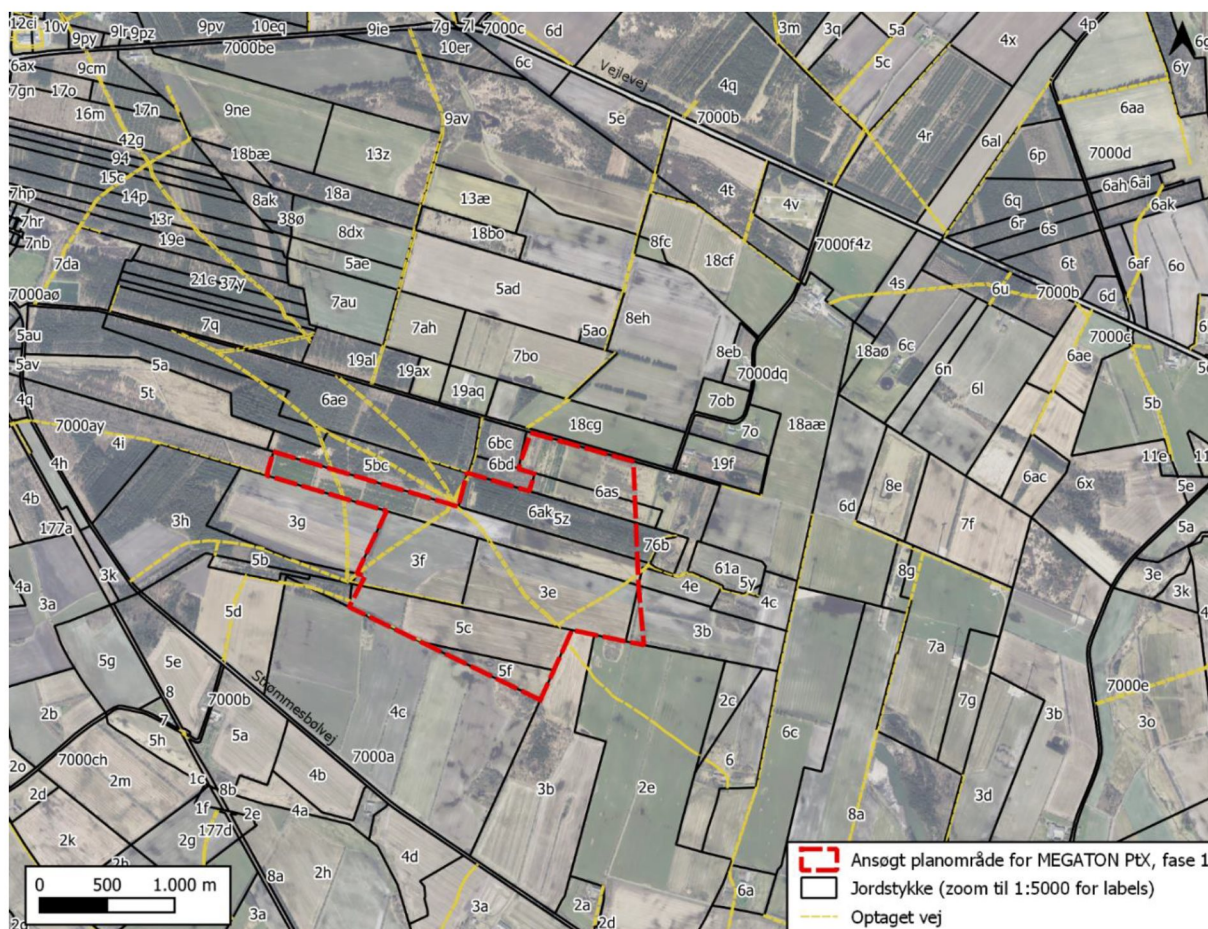 12ci 10v 9lr 9pz 9pv 10eq 9ie 7g 7l 7000c 6d 3m 3q 5a 4x 4p
9py 7000be 10er 6c 5c 6y
6ax 9cm Vejlevej 4q
7gn 17o 17n 9ne 5e 7000b 6aa
16m 9av 4r 6al
42g 18bæ 13z 6p 7000d
94
15c 18a 4t 6ah 6ai
7hp 14p 8ak 13æ 4v 6q 6ak
7hr 13r 38ø 18bo 6r 6s
7nb 19e 8dx 8fc 7000f 4z
7da 5ae 18cf 6t 6af 6o
21c 37y 5ad 4s 6u
7000aø 7au 8eh 7000b 6d
7q 7ah 5ao 18aø 6c 7000c
5au 7bo 8eb 6ae
5av 5a 19al 19ax 7000dq 6n
4q 5t 6ae 19aq 7ob 6l 5b
7000ay 18cg 7o 18aæ
4i 6bc 11e
4h 5bc 6bd 19f 6ac
4b 6as 8e 6x 5e
177a 3g 6ak 5z 6d 7f 5a
3h 3f 76b
5b 61a 8g 3e
3k 4e 5y 3k
4a 3a 3e 4c
5d 5c 3b 7a
5g 5e 5f
8 7000b 2c 7g 7000e
2b 7 Strømmesbølvej 4c 3b 3o
5h 5a 7000a 6c
7000ch 6
2o 2m 1c 4b 3b 2e
2d 8b 3d
1f 2e 4a 8a
2k 2g 177d
4d
2h 2h
8a 6a
3a 3a 2a
2d
0 500 1.000 m
Ansøgt planområde for MEGATON PtX, fase 1
Jordstykke (zoom til 1:5000 for labels)
Optaget vej